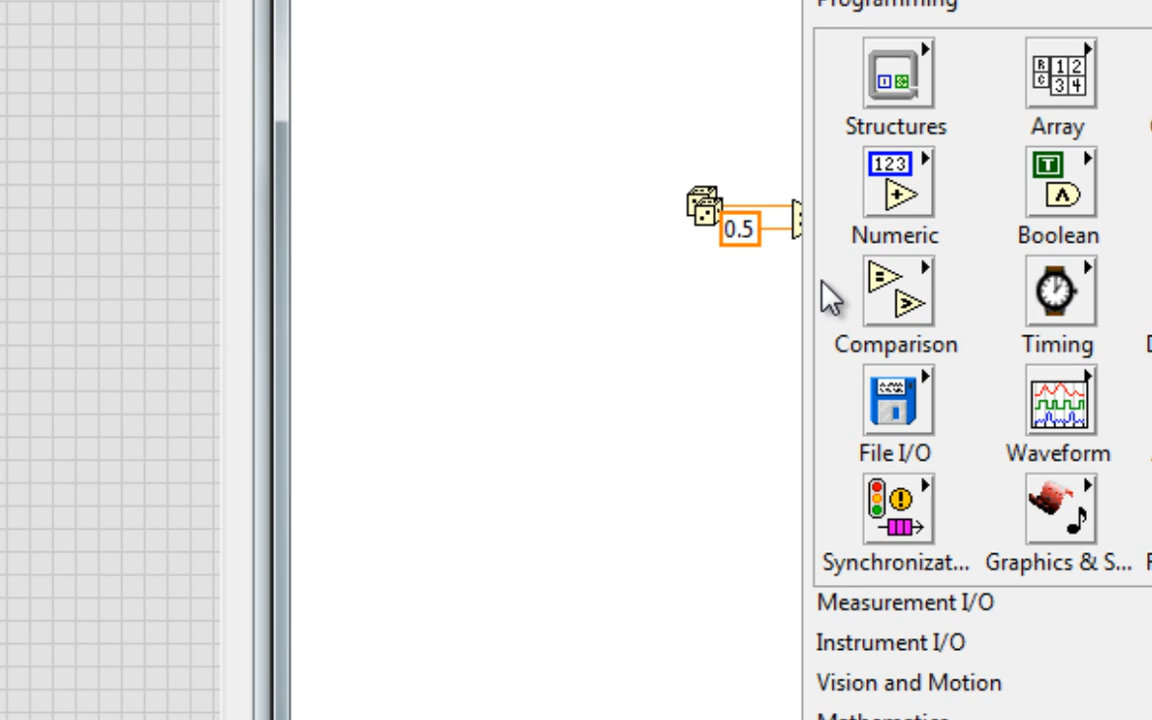 Programming
Structures
Array
123
Numeric
Boolean
0.5
Comparison
Timing
File I/O
Waveform
Synchronizat...
Graphics & S...
Measurement I/O
Instrument I/O
Vision and Motion
Mathematics